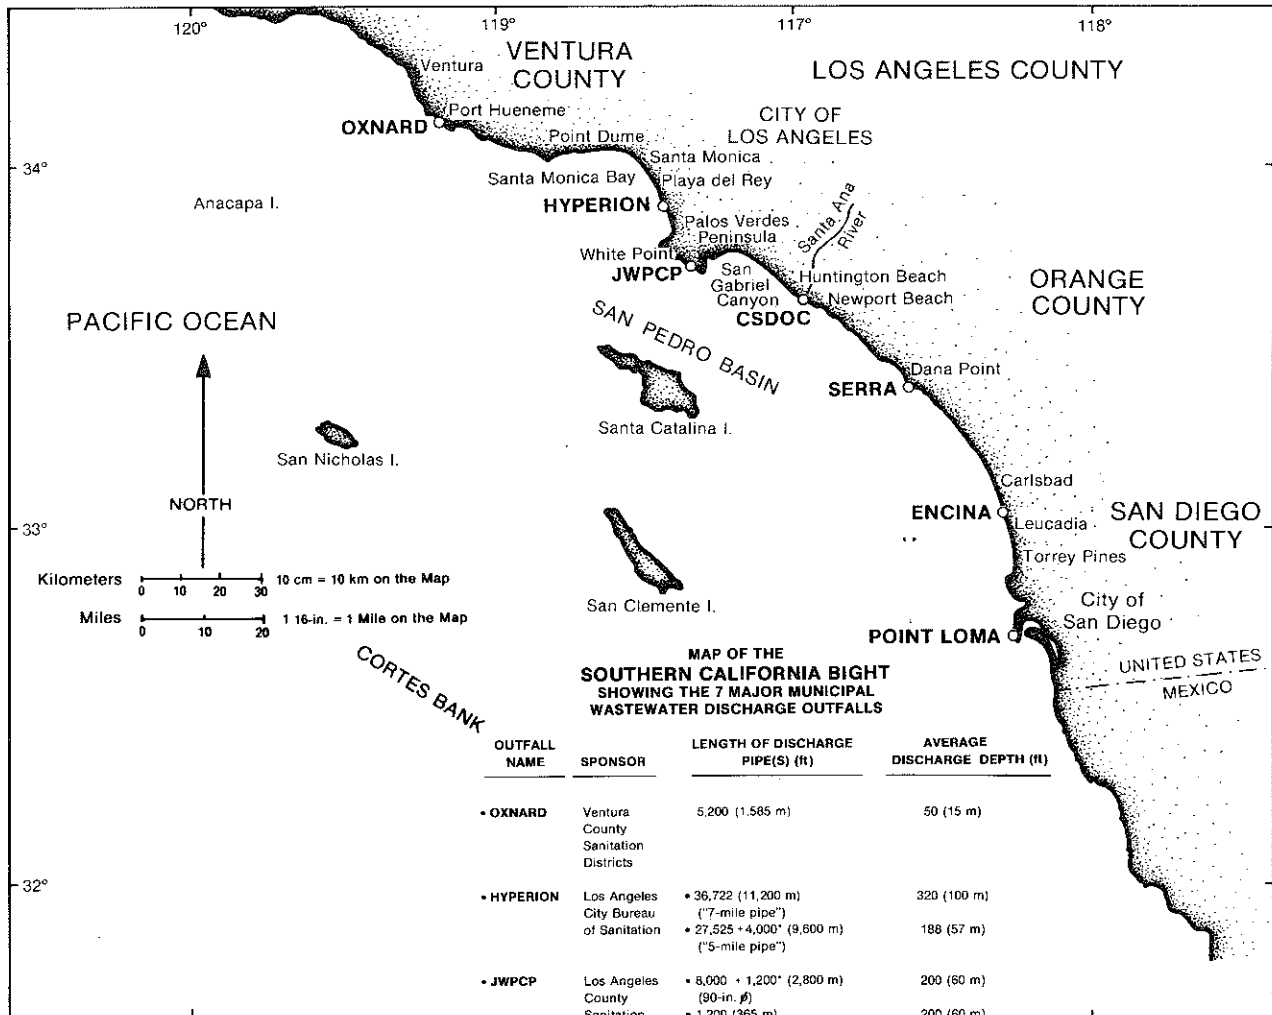 120°
119°
117°
118°
VENTURA
COUNTY
LOS ANGELES COUNTY
Ventura
Port Hueneme
OXNARD
CITY OF
LOS ANGELES
Point Dume
34°
Santa Monica
Santa Monica Bay
Playa del Rey
Anacapa I.
HYPERION
Santa Ana
River
Palos Verdes
Peninsula
White Point
JWPCP
San
Gabriel
Canyon
Huntington Beach
Newport Beach
CSDOC
ORANGE
COUNTY
PACIFIC OCEAN
SAN PEDRO BASIN
Dana Point
SERRA
Santa Catalina I.
San Nicholas I.
Carlsbad
NORTH
ENCINA
Leucadia
SAN DIEGO
COUNTY
33°
Torrey Pines
Kilometers
0 10 20 30
10 cm = 10 km on the Map
San Clemente I.
City of
San Diego
Miles
0 10 20
1 16-in. = 1 Mile on the Map
POINT LOMA
CORTES BANK
UNITED STATES
MEXICO
MAP OF THE
SOUTHERN CALIFORNIA BIGHT
SHOWING THE 7 MAJOR MUNICIPAL
WASTEWATER DISCHARGE OUTFALLS
OUTFALL
NAME
SPONSOR
LENGTH OF DISCHARGE
PIPE(S) (ft)
AVERAGE
DISCHARGE DEPTH (ft)
• OXNARD
Ventura
County
Sanitation
Districts
5,200 (1.585 m)
50 (15 m)
32°
• HYPERION
Los Angeles
City Bureau
of Sanitation
• 36,722 (11,200 m)
("7-mile pipe")
• 27,525 +4,000* (9,600 m)
("5-mile pipe")
320 (100 m)
188 (57 m)
• JWPCP
Los Angeles
County
Sanitation
• 8,000 + 1,200* (2,800 m)
(90-in. ϕ)
• 1,200 (365 m)
200 (60 m)
200 (60 m)